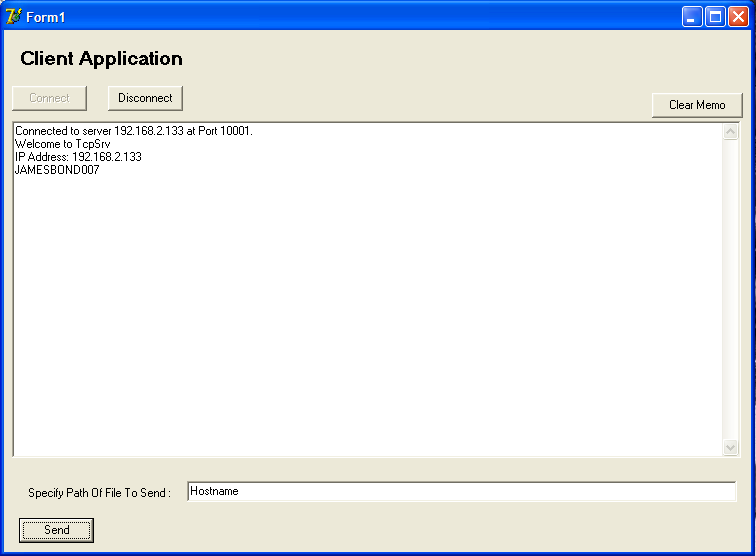 Form1
Client Application
Connect
Disconnect
Clear Memo
Connected to server 192.168.2.133 at Port 10001.
Welcome to TcpSrv
IP Address: 192.168.2.133
JAMESBOND007
Specify Path Of File To Send :
Hostname
Send